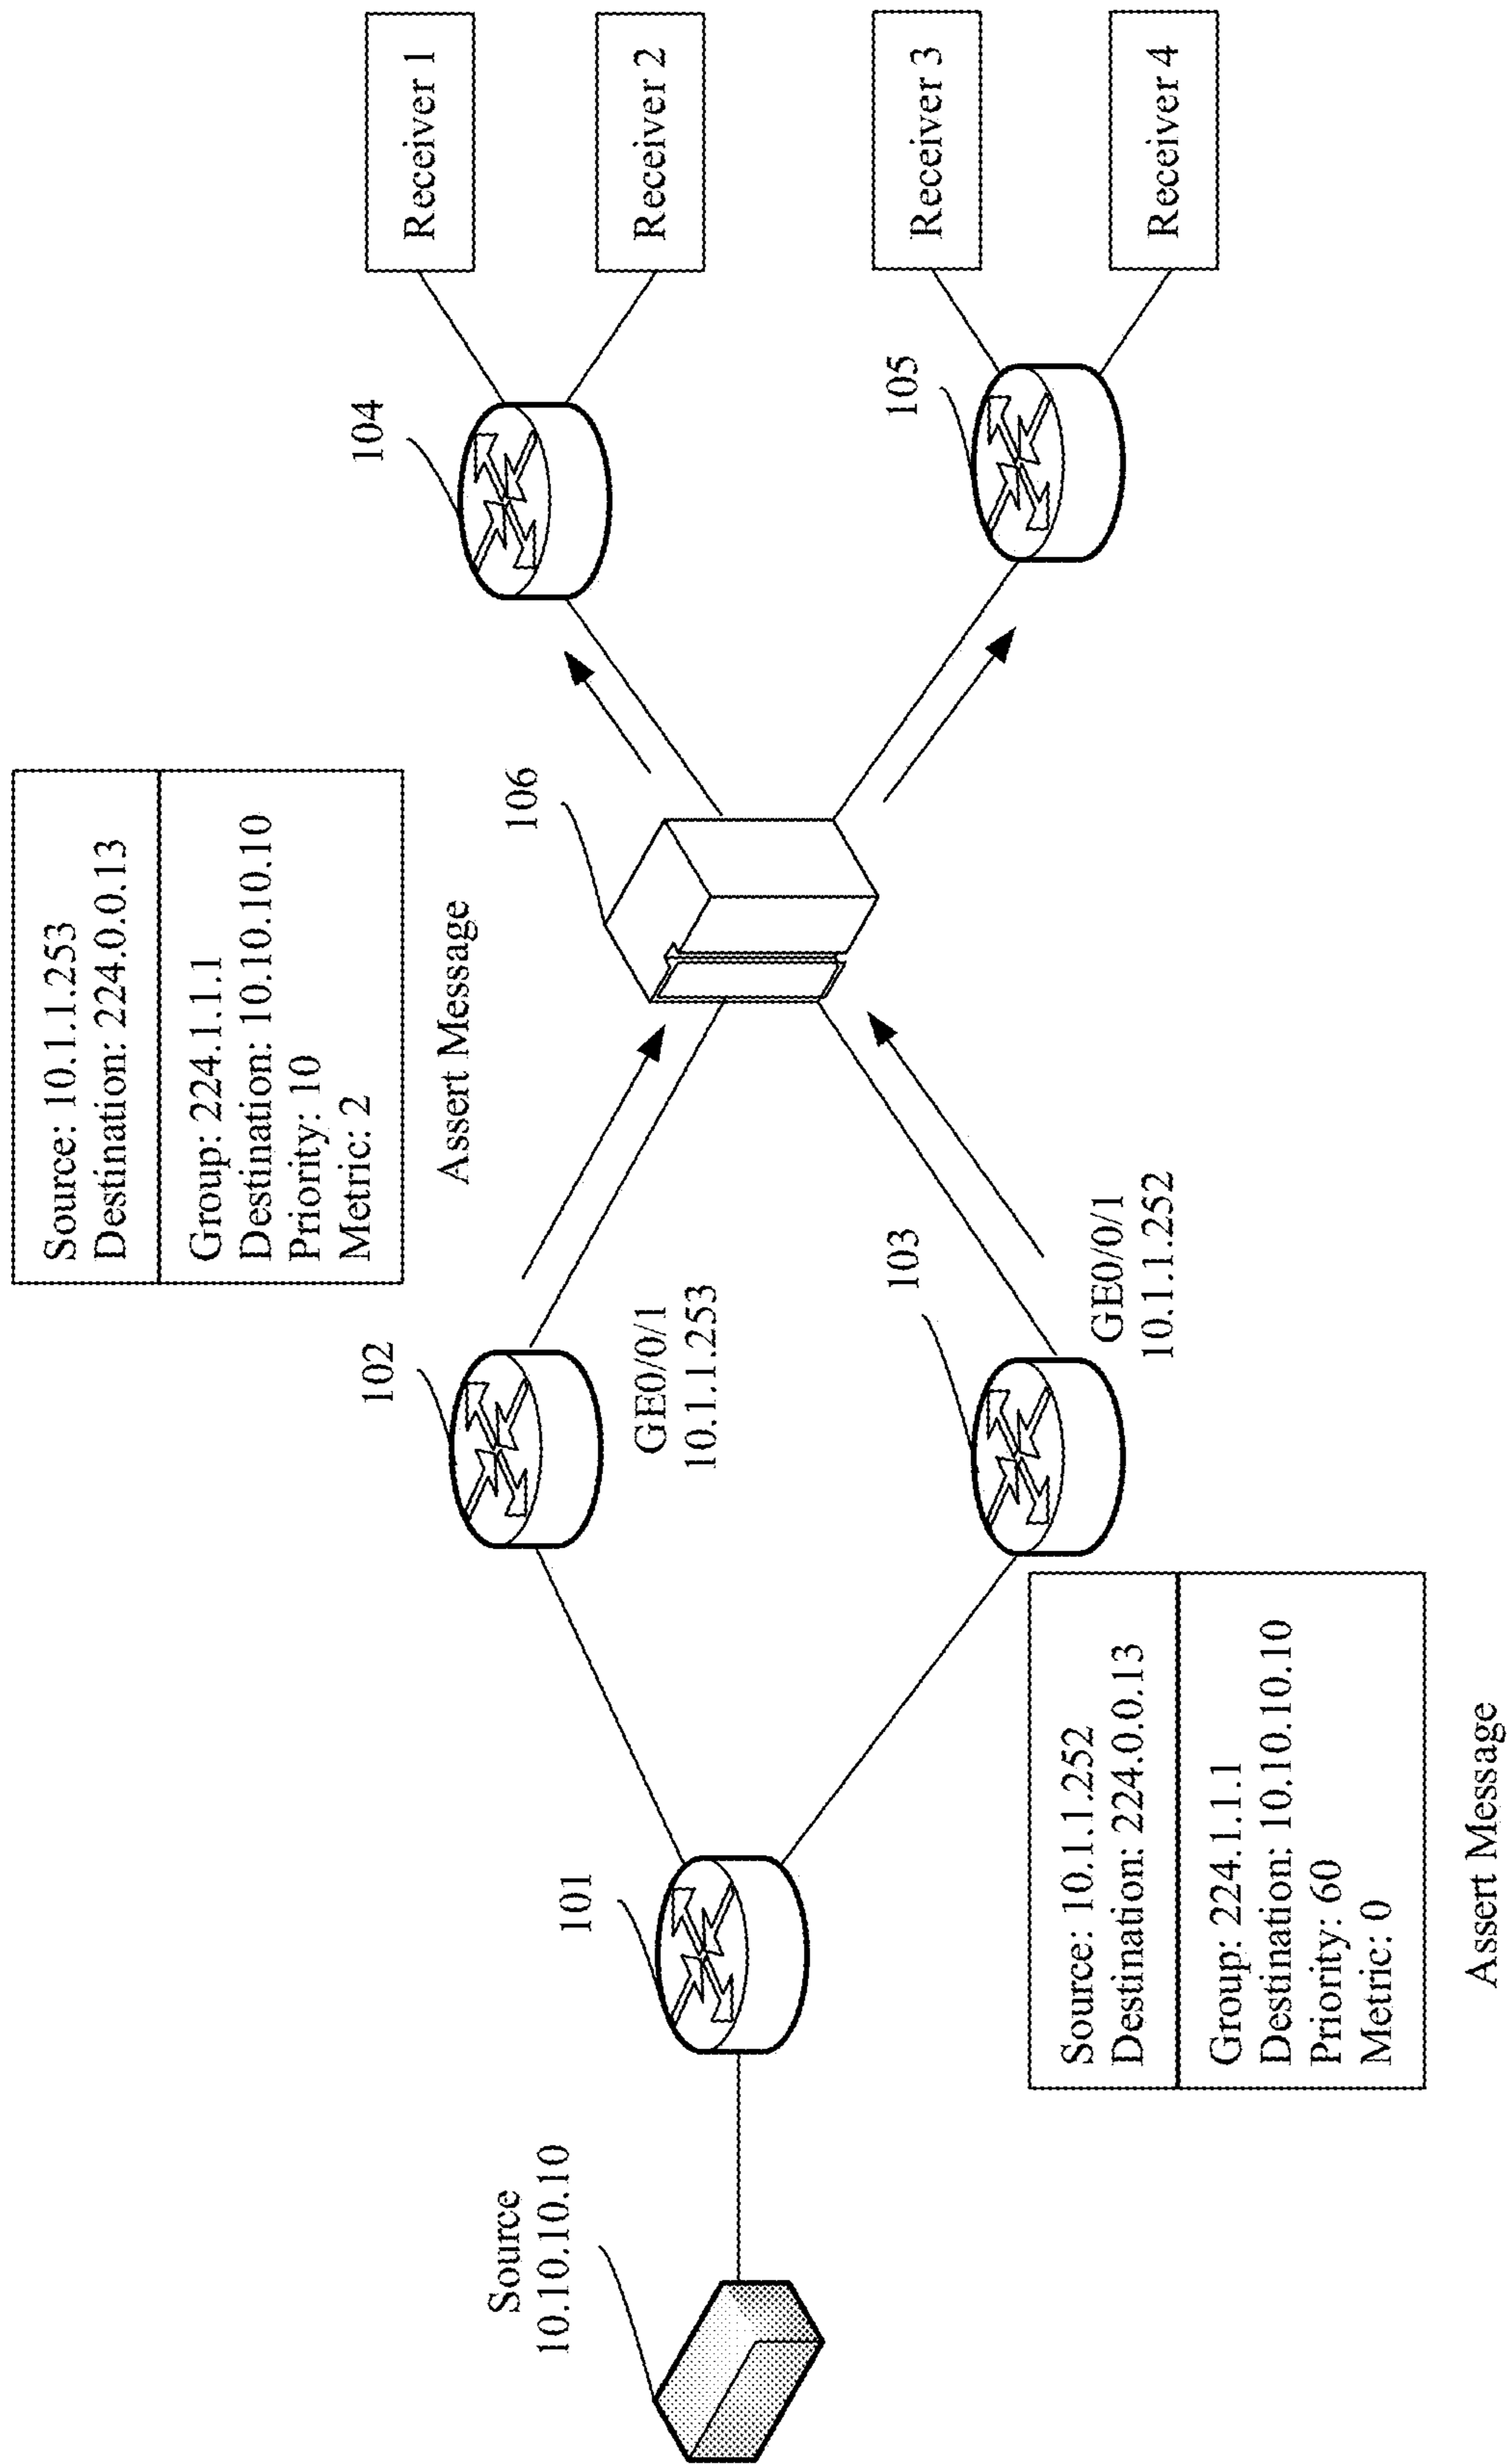 Source: 10.1.1.253
Destination: 224.0.0.13
Group: 224.1.1.1
Destination: 10.10.10.10
Priority: 10
Metric: 2
Assert Message
Source
10.10.10.10
101
102
GE0/0/1
10.1.1.253
103
GE0/0/1
10.1.1.252
106
104
105
Receiver 1
Receiver 2
Receiver 3
Receiver 4
Source: 10.1.1.252
Destination: 224.0.0.13
Group: 224.1.1.1
Destination: 10.10.10.10
Priority: 60
Metric: 0
Assert Message